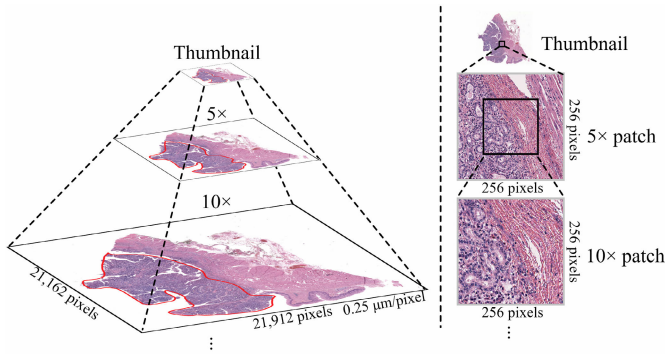 Thumbnail
5×
10×
21,162 pixels
21,912 pixels
0.25 μm/pixel
⋮
Thumbnail
256 pixels
5× patch
256 pixels
256 pixels
10× patch
256 pixels
⋮